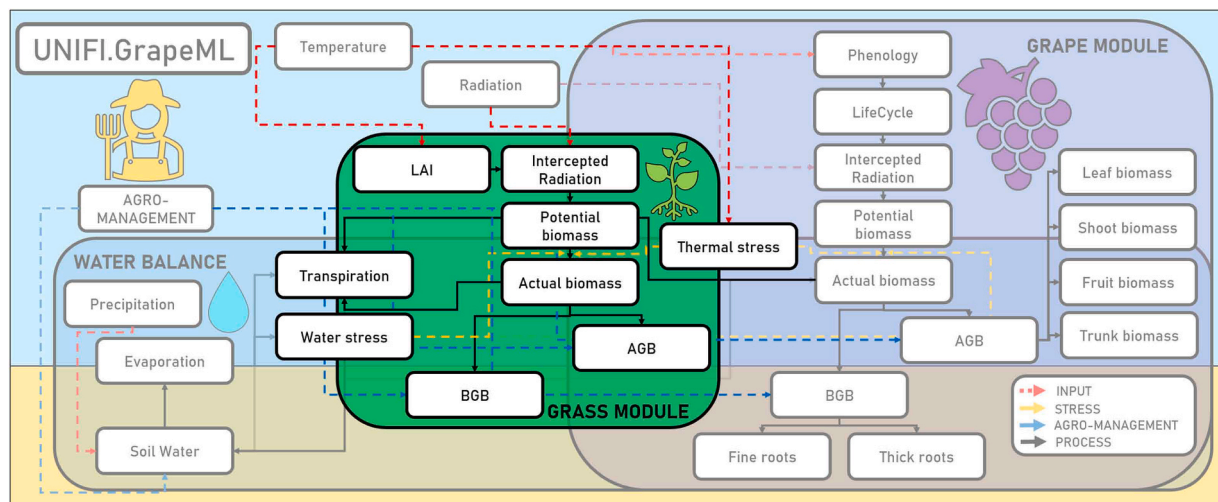 UNIFI.GrapeML
Temperature
Radiation
GRAPE MODULE
Phenology
LifeCycle
Intercepted
Radiation
Potential
biomass
Actual biomass
AGB
BGB
Fine roots
Thick roots
Leaf biomass
Shoot biomass
Fruit biomass
Trunk biomass
LAI
Intercepted
Radiation
Potential
biomass
Thermal stress
Actual biomass
AGB
BGB
GRASS MODULE
AGRO-
MANAGEMENT
WATER BALANCE
Transpiration
Precipitation
Water stress
Evaporation
Soil Water
INPUT
STRESS
AGRO-MANAGEMENT
PROCESS